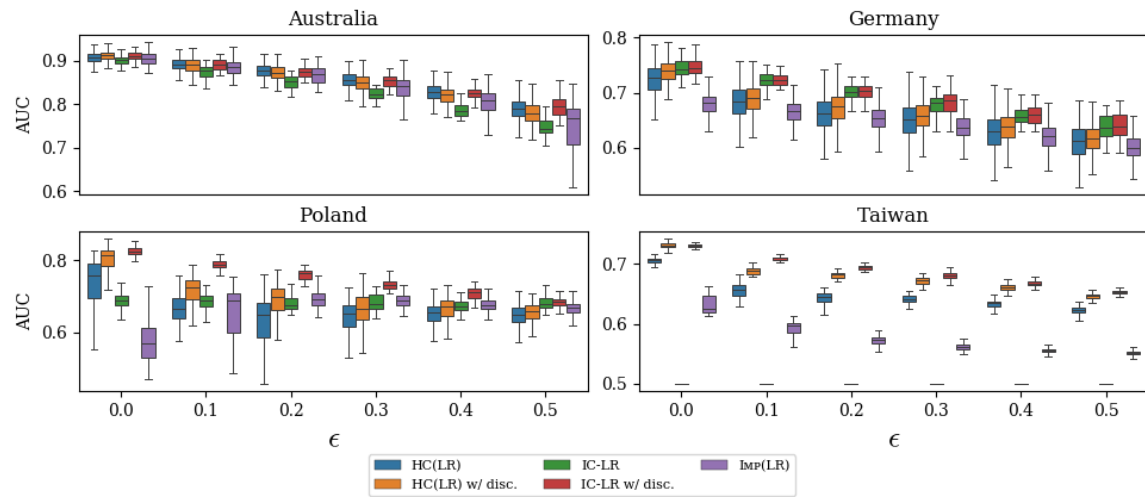 Australia
Germany
AUC
0.9
0.8
0.7
0.6
0.8
0.7
0.6
Poland
Taiwan
AUC
0.8
0.6
0.7
0.6
0.5
0.0 0.1 0.2 0.3 0.4 0.5
0.0 0.1 0.2 0.3 0.4 0.5
ϵ
ϵ
HC(LR)
HC(LR) w/ disc.
IC-LR
IC-LR w/ disc.
IMP(LR)